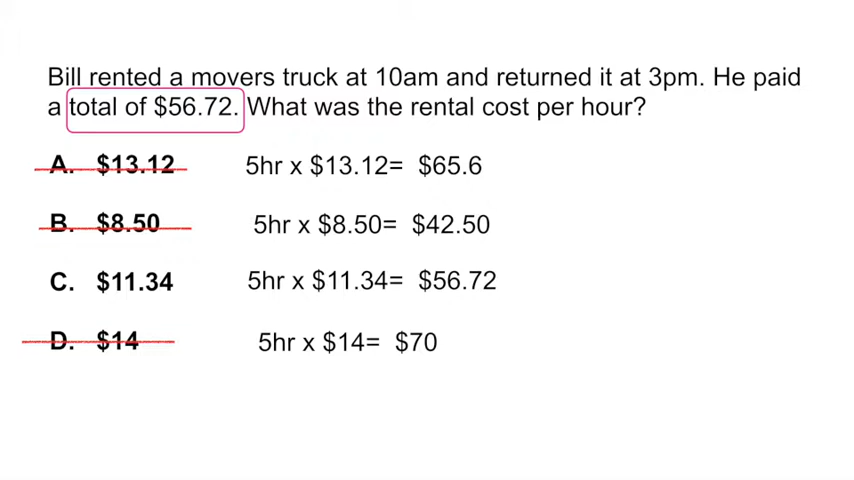 Bill rented a movers truck at 10am and returned it at 3pm. He paid
a total of $56.72. What was the rental cost per hour?
A. $13.12 5hr x $13.12= $65.6
B. $8.50 5hr x $8.50= $42.50
C. $11.34 5hr x $11.34= $56.72
D. $14 5hr x $14= $70